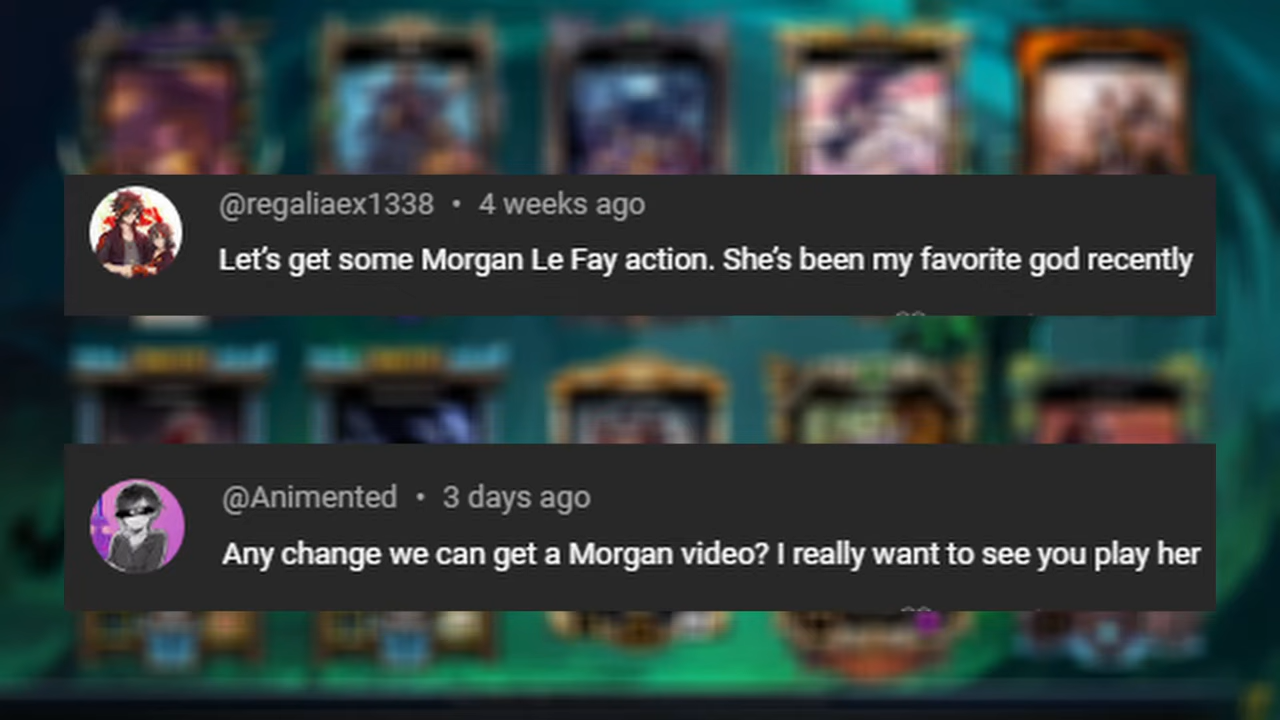 @regaliaex1338 • 4 weeks ago
Let's get some Morgan Le Fay action. She's been my favorite god recently
@Animented • 3 days ago
Any change we can get a Morgan video? I really want to see you play her